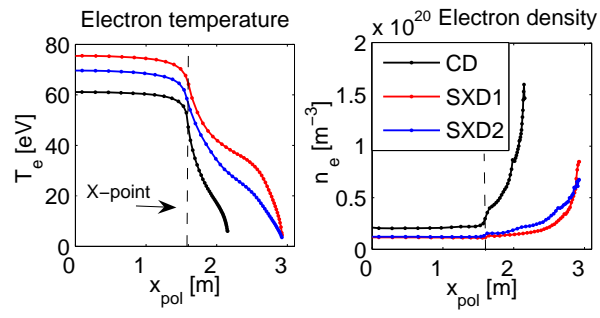 Electron temperature
80
60
40
20
0
T_e [eV]
X-point
0
1
2
3
x_pol [m]
× 10^20 Electron density
2
1.5
1
0.5
0
n_e [m^-3]
CD
SXD1
SXD2
0
1
2
3
x_pol [m]